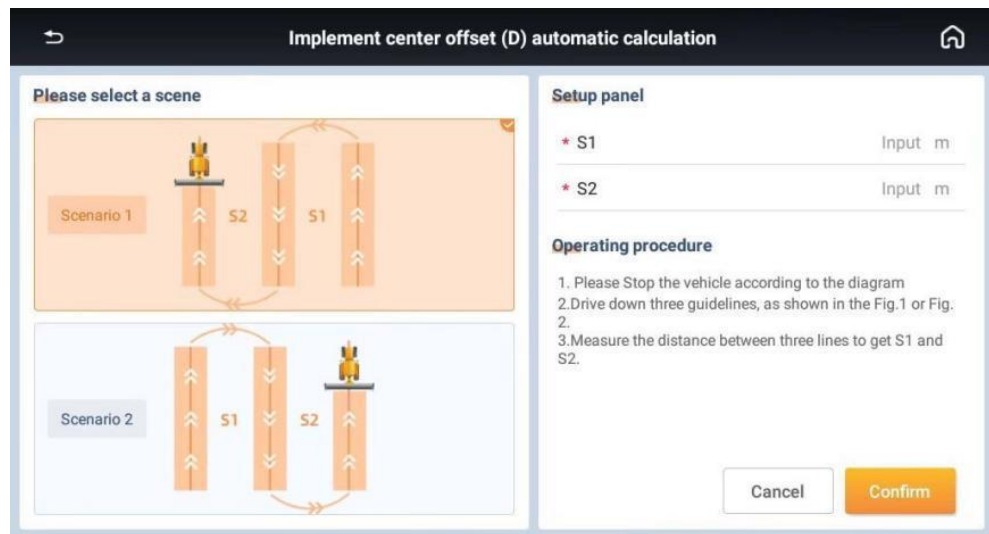 Implement center offset (D) automatic calculation
Please select a scene
Scenario 1
S2
S1
Scenario 2
S1
S2
Setup panel
* S1 Input m
* S2 Input m
Operating procedure
1. Please Stop the vehicle according to the diagram
2.Drive down three guidelines, as shown in the Fig.1 or Fig.
2.
3.Measure the distance between three lines to get S1 and
S2.
Cancel
Confirm